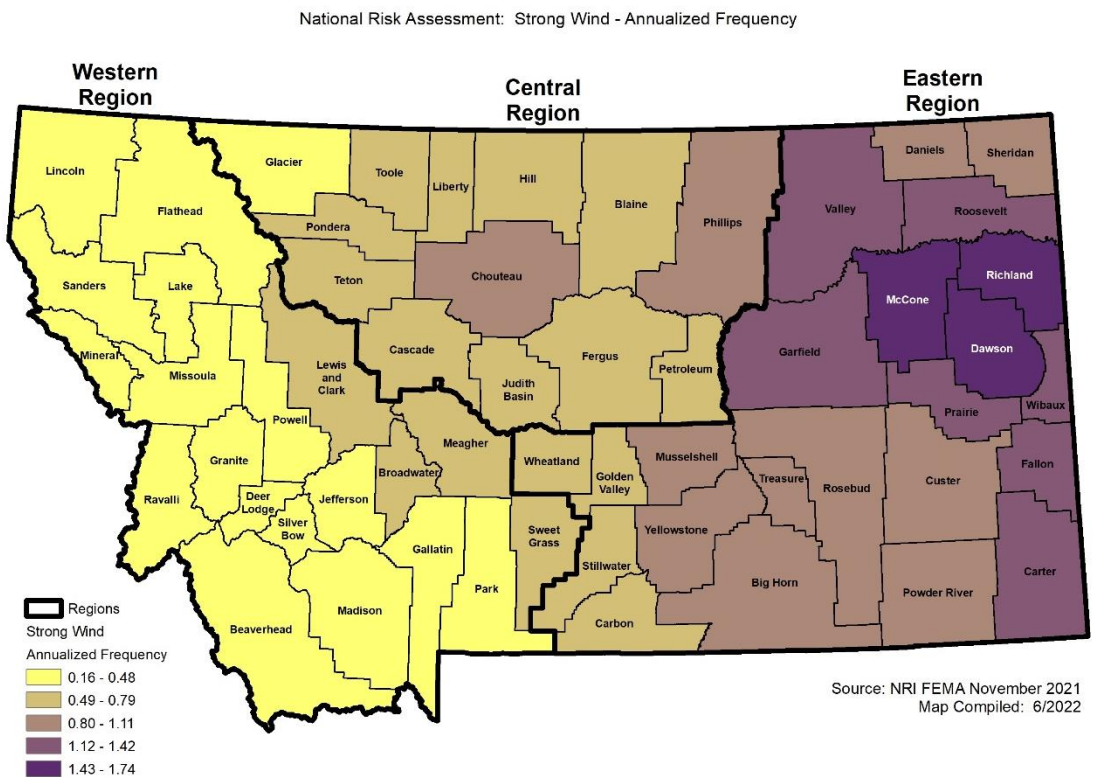 National Risk Assessment:  Strong Wind - Annualized Frequency
Western
Region
Central
Region
Eastern
Region
Lincoln
Flathead
Glacier
Toole
Liberty
Hill
Blaine
Phillips
Valley
Daniels
Sheridan
Roosevelt
Pondera
Chouteau
Teton
Sanders
Lake
McCone
Richland
Mineral
Missoula
Lewis
and
Clark
Cascade
Judith
Basin
Fergus
Petroleum
Garfield
Dawson
Prairie
Wibaux
Powell
Granite
Ravalli
Deer
Lodge
Silver
Bow
Jefferson
Broadwater
Meagher
Wheatland
Golden
Valley
Musselshell
Treasure
Rosebud
Custer
Fallon
Gallatin
Park
Sweet
Grass
Stillwater
Yellowstone
Big Horn
Powder River
Carter
Beaverhead
Madison
Carbon
Regions
Strong Wind
Annualized Frequency
0.16 - 0.48
0.49 - 0.79
0.80 - 1.11
1.12 - 1.42
1.43 - 1.74
Source: NRI FEMA November 2021
Map Compiled:  6/2022